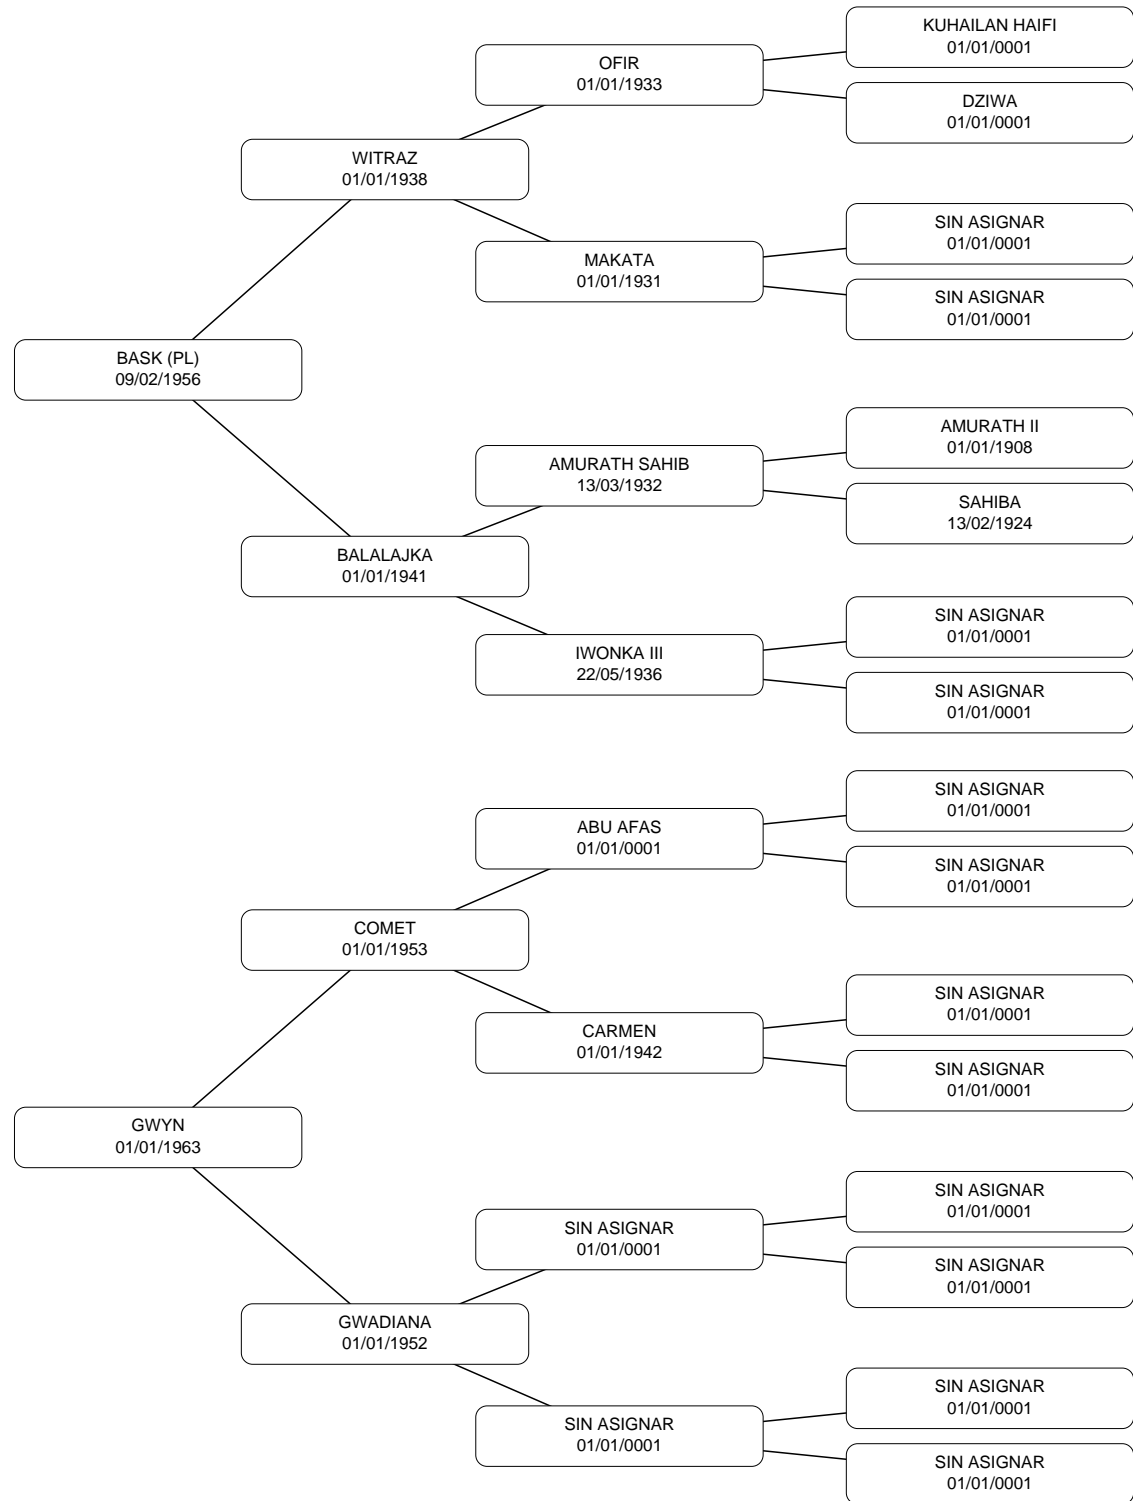 KUHAILAN HAIFI
01/01/0001
OFIR
01/01/1933
DZIWA
01/01/0001
WITRAZ
01/01/1938
SIN ASIGNAR
01/01/0001
MAKATA
01/01/1931
SIN ASIGNAR
01/01/0001
BASK (PL)
09/02/1956
AMURATH II
01/01/1908
AMURATH SAHIB
13/03/1932
SAHIBA
13/02/1924
BALALAJKA
01/01/1941
SIN ASIGNAR
01/01/0001
IWONKA III
22/05/1936
SIN ASIGNAR
01/01/0001
SIN ASIGNAR
01/01/0001
ABU AFAS
01/01/0001
SIN ASIGNAR
01/01/0001
COMET
01/01/1953
SIN ASIGNAR
01/01/0001
CARMEN
01/01/1942
SIN ASIGNAR
01/01/0001
GWYN
01/01/1963
SIN ASIGNAR
01/01/0001
SIN ASIGNAR
01/01/0001
SIN ASIGNAR
01/01/0001
GWADIANA
01/01/1952
SIN ASIGNAR
01/01/0001
SIN ASIGNAR
01/01/0001
SIN ASIGNAR
01/01/0001